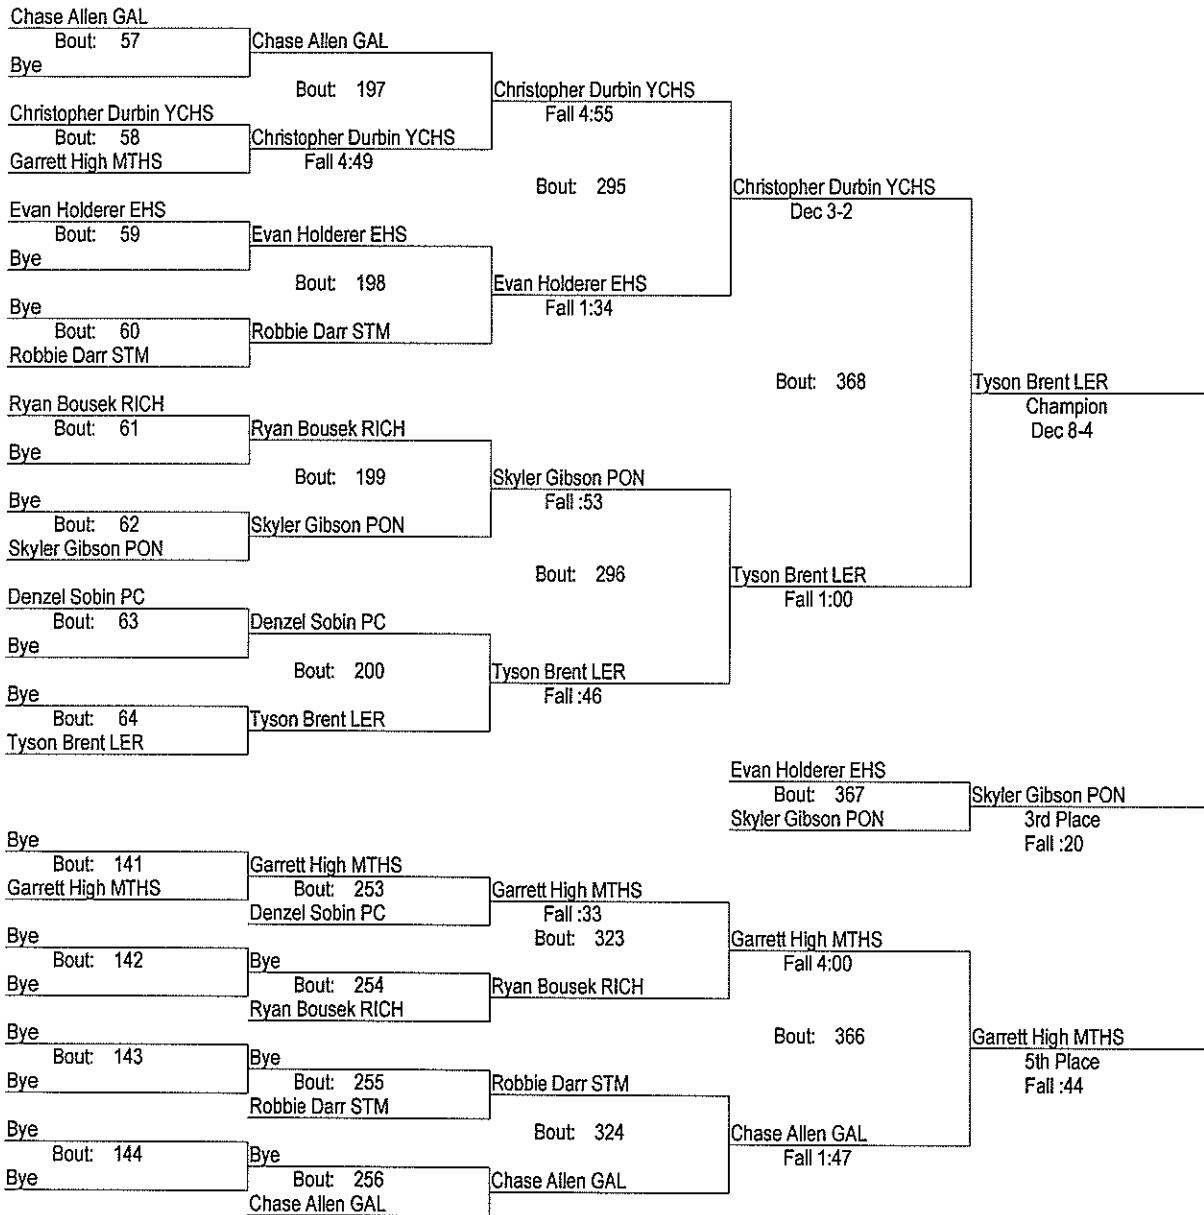 Chase Allen GAL
Bout: 57
Bye
Chase Allen GAL
Bout: 197
Christopher Durbin YCHS
Bout: 58
Garrett High MTHS
Christopher Durbin YCHS
Fall 4:49
Christopher Durbin YCHS
Fall 4:55
Bout: 295
Evan Holderer EHS
Bout: 59
Bye
Evan Holderer EHS
Bout: 198
Bye
Bout: 60
Robbie Darr STM
Robbie Darr STM
Evan Holderer EHS
Fall 1:34
Christopher Durbin YCHS
Dec 3-2
Bout: 368
Ryan Bousek RICH
Bout: 61
Bye
Ryan Bousek RICH
Bout: 199
Bye
Bout: 62
Skyler Gibson PON
Skyler Gibson PON
Skyler Gibson PON
Fall :53
Bout: 296
Denzel Sobin PC
Bout: 63
Bye
Denzel Sobin PC
Bout: 200
Bye
Bout: 64
Tyson Brent LER
Tyson Brent LER
Tyson Brent LER
Fall :46
Tyson Brent LER
Fall 1:00
Tyson Brent LER
Champion
Dec 8-4
Evan Holderer EHS
Bout: 367
Skyler Gibson PON
Skyler Gibson PON
3rd Place
Fall :20
Bye
Bout: 141
Garrett High MTHS
Garrett High MTHS
Bout: 253
Denzel Sobin PC
Garrett High MTHS
Fall :33
Bout: 323
Bye
Bout: 142
Bye
Bye
Bout: 254
Ryan Bousek RICH
Ryan Bousek RICH
Garrett High MTHS
Fall 4:00
Bout: 366
Bye
Bout: 143
Bye
Bye
Bout: 255
Robbie Darr STM
Robbie Darr STM
Bout: 324
Bye
Bout: 144
Bye
Bye
Bout: 256
Chase Allen GAL
Chase Allen GAL
Chase Allen GAL
Fall 1:47
Garrett High MTHS
5th Place
Fall :44